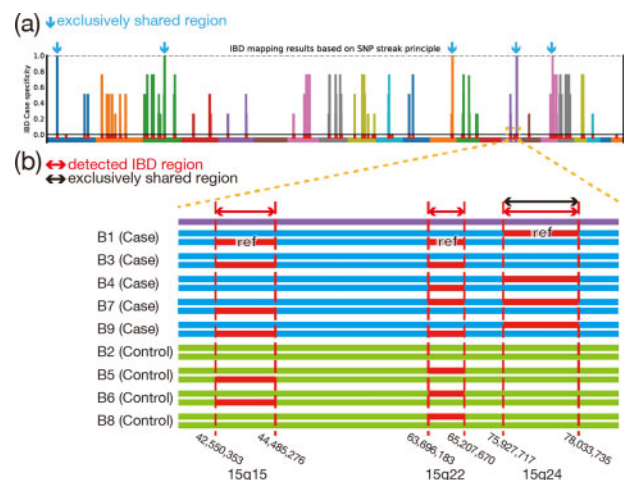 (a)
exclusively shared region
IBD mapping results based on SNP streak principle
IBD Case specificity
1.0
0.8
0.6
0.4
0.2
0.0
(b)
detected IBD region
exclusively shared region
B1 (Case)
ref
ref
ref
B3 (Case)
B4 (Case)
B7 (Case)
B9 (Case)
B2 (Control)
B5 (Control)
B6 (Control)
B8 (Control)
42,550,353
44,485,276
63,696,183
65,207,670
75,927,717
78,033,735
15q15
15q22
15q24